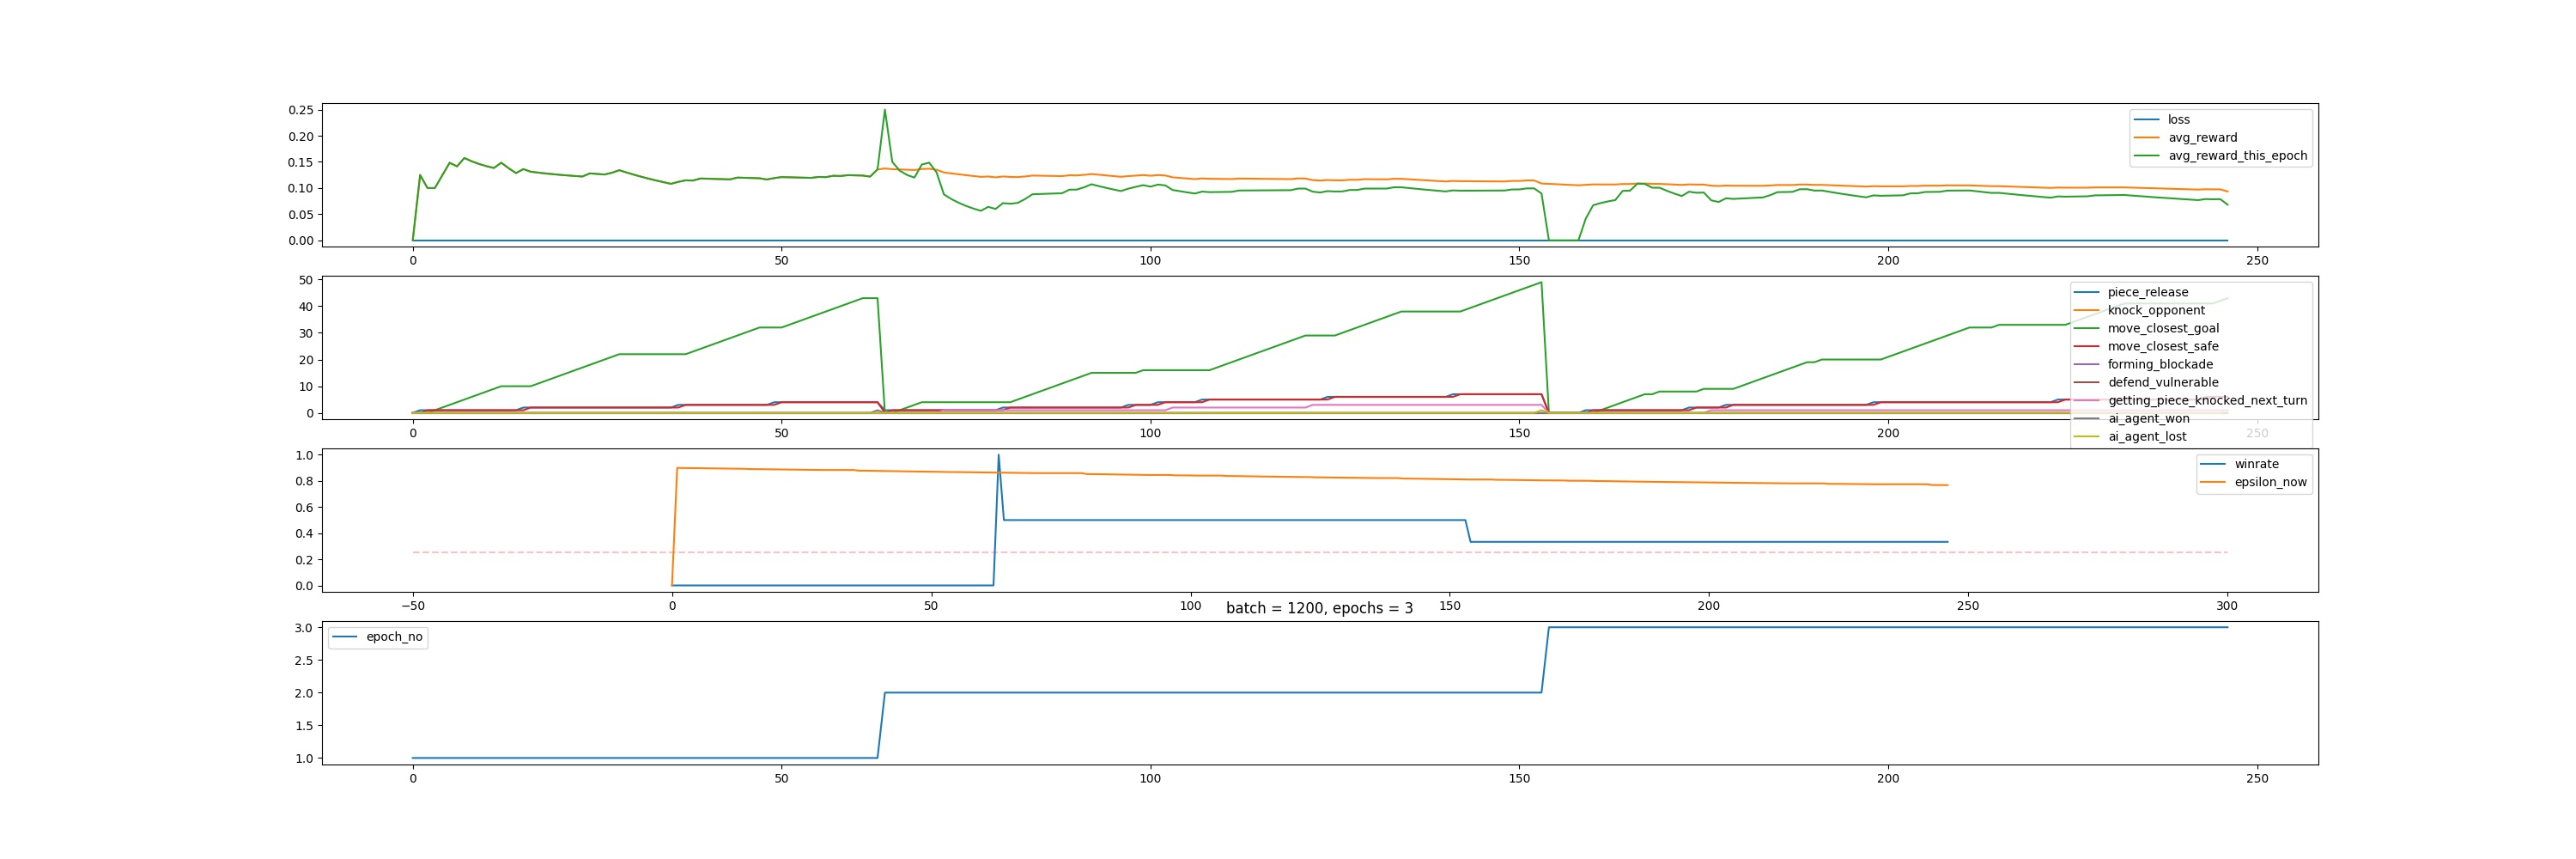 0.25
0.20
0.15
0.10
0.05
0.00
loss
avg_reward
avg_reward_this_epoch
0 50 100 150 200 250
50
40
30
20
10
0
piece_release
knock_opponent
move_closest_goal
move_closest_safe
forming_blockade
defend_vulnerable
getting_piece_knocked_next_turn
ai_agent_won
ai_agent_lost
0 50 100 150 200 250
1.0
0.8
0.6
0.4
0.2
0.0
winrate
epsilon_now
−50 0 50 100 150 200 250 300
batch = 1200, epochs = 3
3.0
2.5
2.0
1.5
1.0
epoch_no
0 50 100 150 200 250